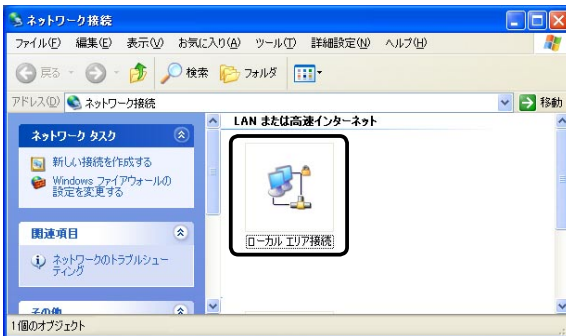 ネットワーク接続
ファイル(F) 編集(E) 表示(V) お気に入り(A) ツール(T) 詳細設定(N) ヘルプ(H)
戻る 検索 フォルダ
アドレス(D) ネットワーク接続 移動
ネットワーク タスク
新しい接続を作成する
Windows ファイアウォールの
設定を変更する
関連項目
ネットワークのトラブルシュー
ティング
その他
LAN または高速インターネット
ローカル エリア接続
1 個のオブジェクト